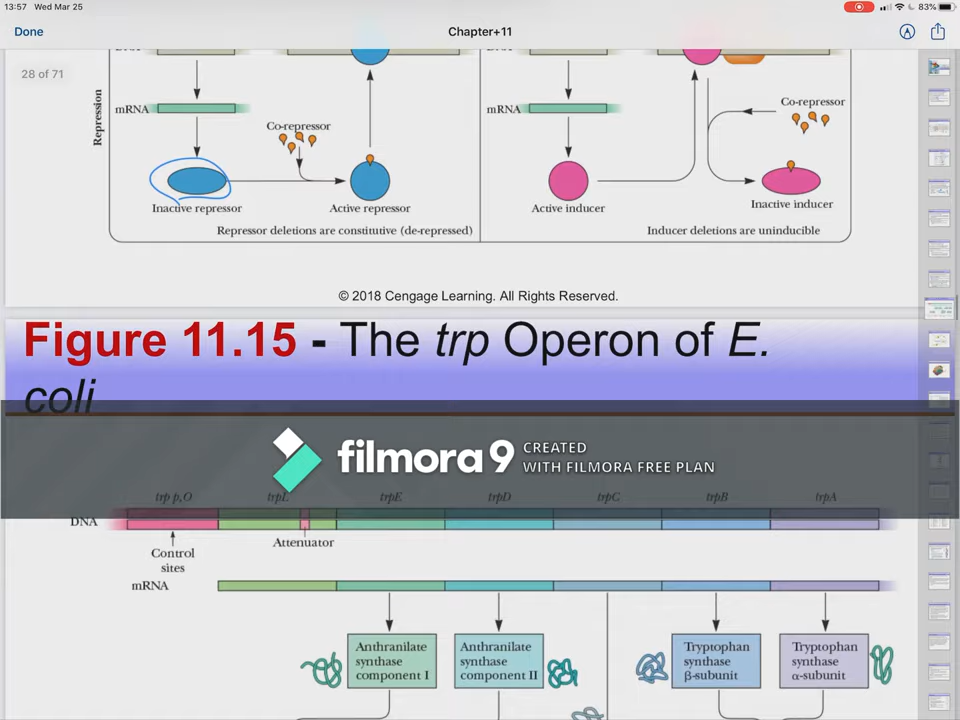 13:57 Wed Mar 25
83%
Done
Chapter+11
28 of 71
Repression
mRNA
Co-repressor
Inactive repressor
Active repressor
Repressor deletions are constitutive (de-repressed)
mRNA
Co-repressor
Active inducer
Inactive inducer
Inducer deletions are uninducible
© 2018 Cengage Learning. All Rights Reserved.
Figure 11.15 - The trp Operon of E.
coli
filmora9 CREATED
WITH FILMORA FREE PLAN
trp p,O trpL trpE trpD trpC trpB trpA
DNA
Attenuator
Control
sites
mRNA
Anthranilate
synthase
component I
Anthranilate
synthase
component II
Tryptophan
synthase
β-subunit
Tryptophan
synthase
α-subunit